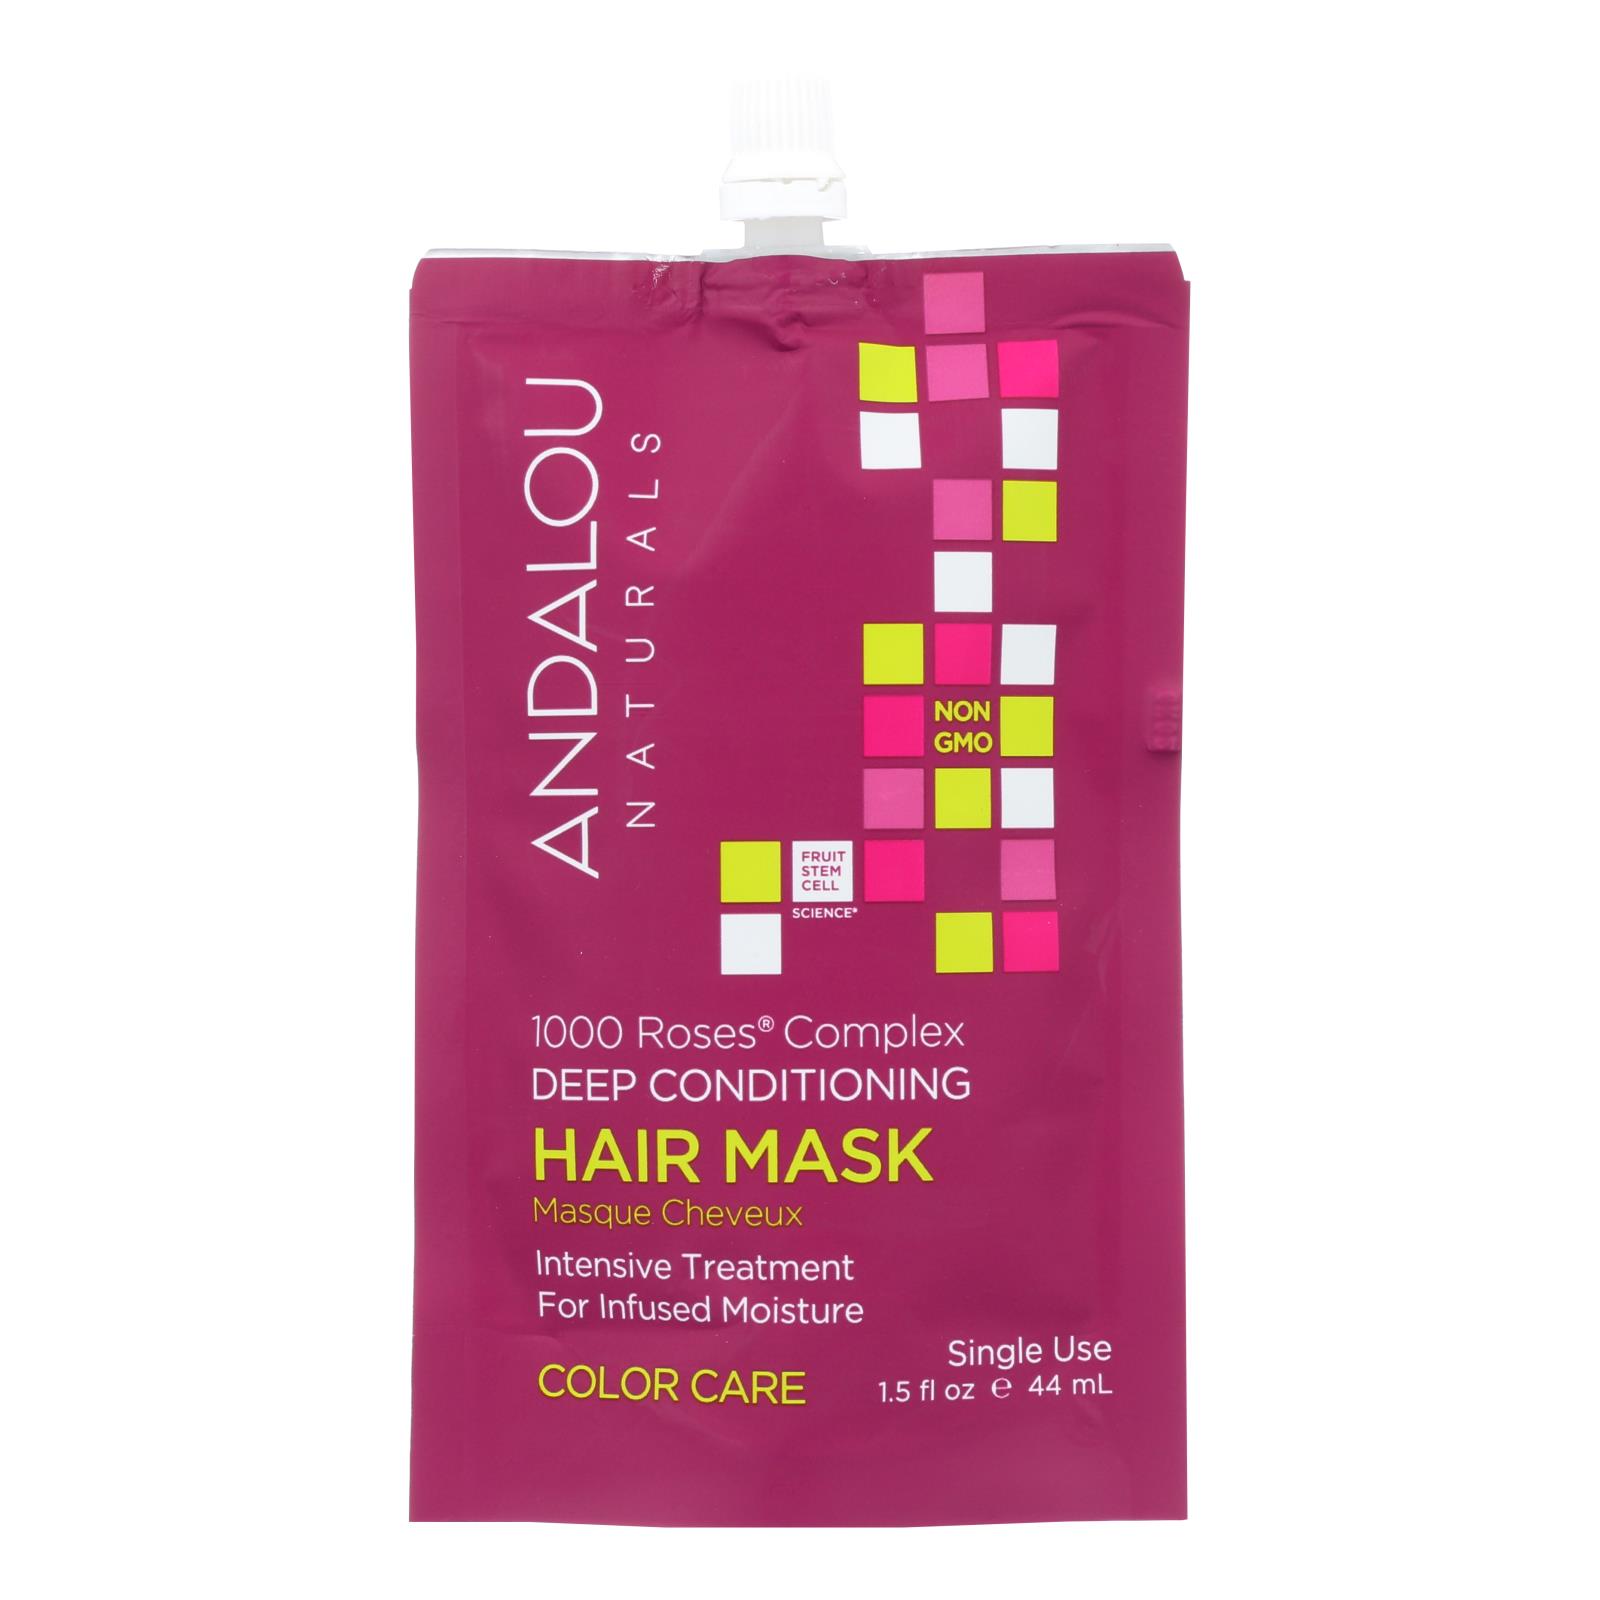 ANDALOU
NATURALS
NON
GMO
FRUIT
STEM
CELL
SCIENCE®
1000 Roses® Complex
DEEP CONDITIONING
HAIR MASK
Masque Cheveux
Intensive Treatment
For Infused Moisture
COLOR CARE
Single Use
1.5 fl oz ℮ 44 mL